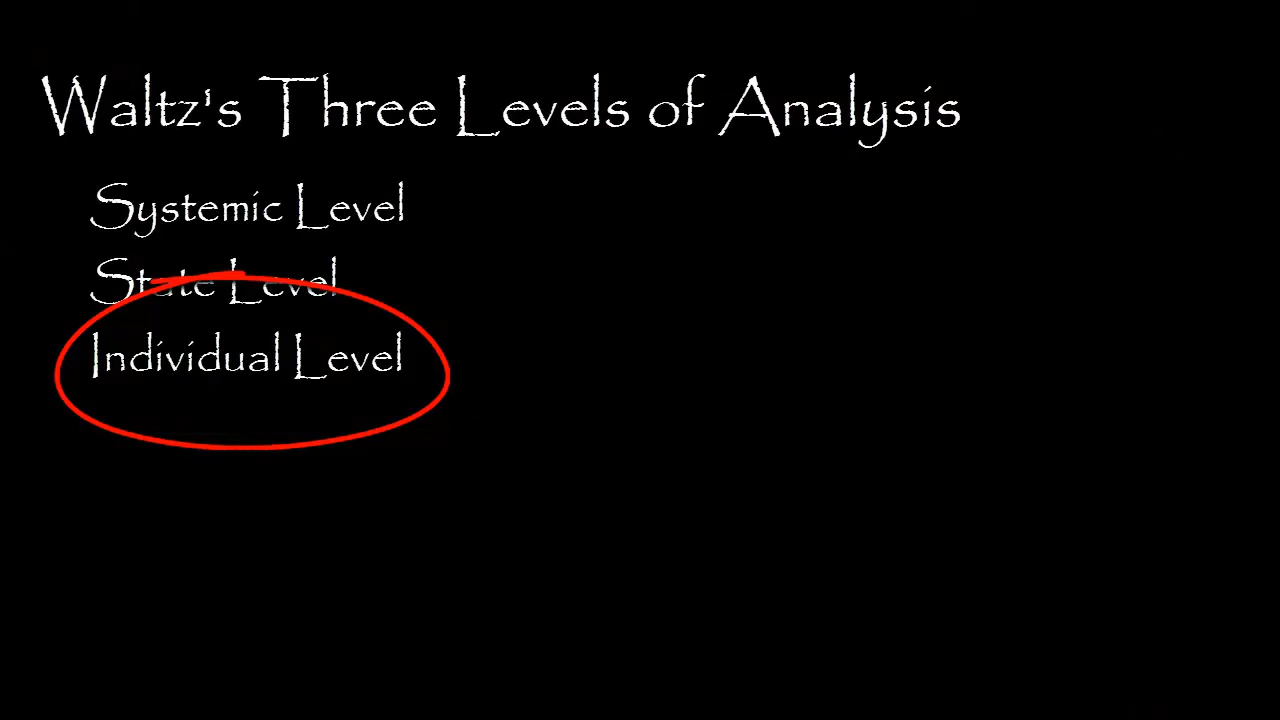 Waltz's Three Levels of Analysis
Systemic Level
State Level
Individual Level